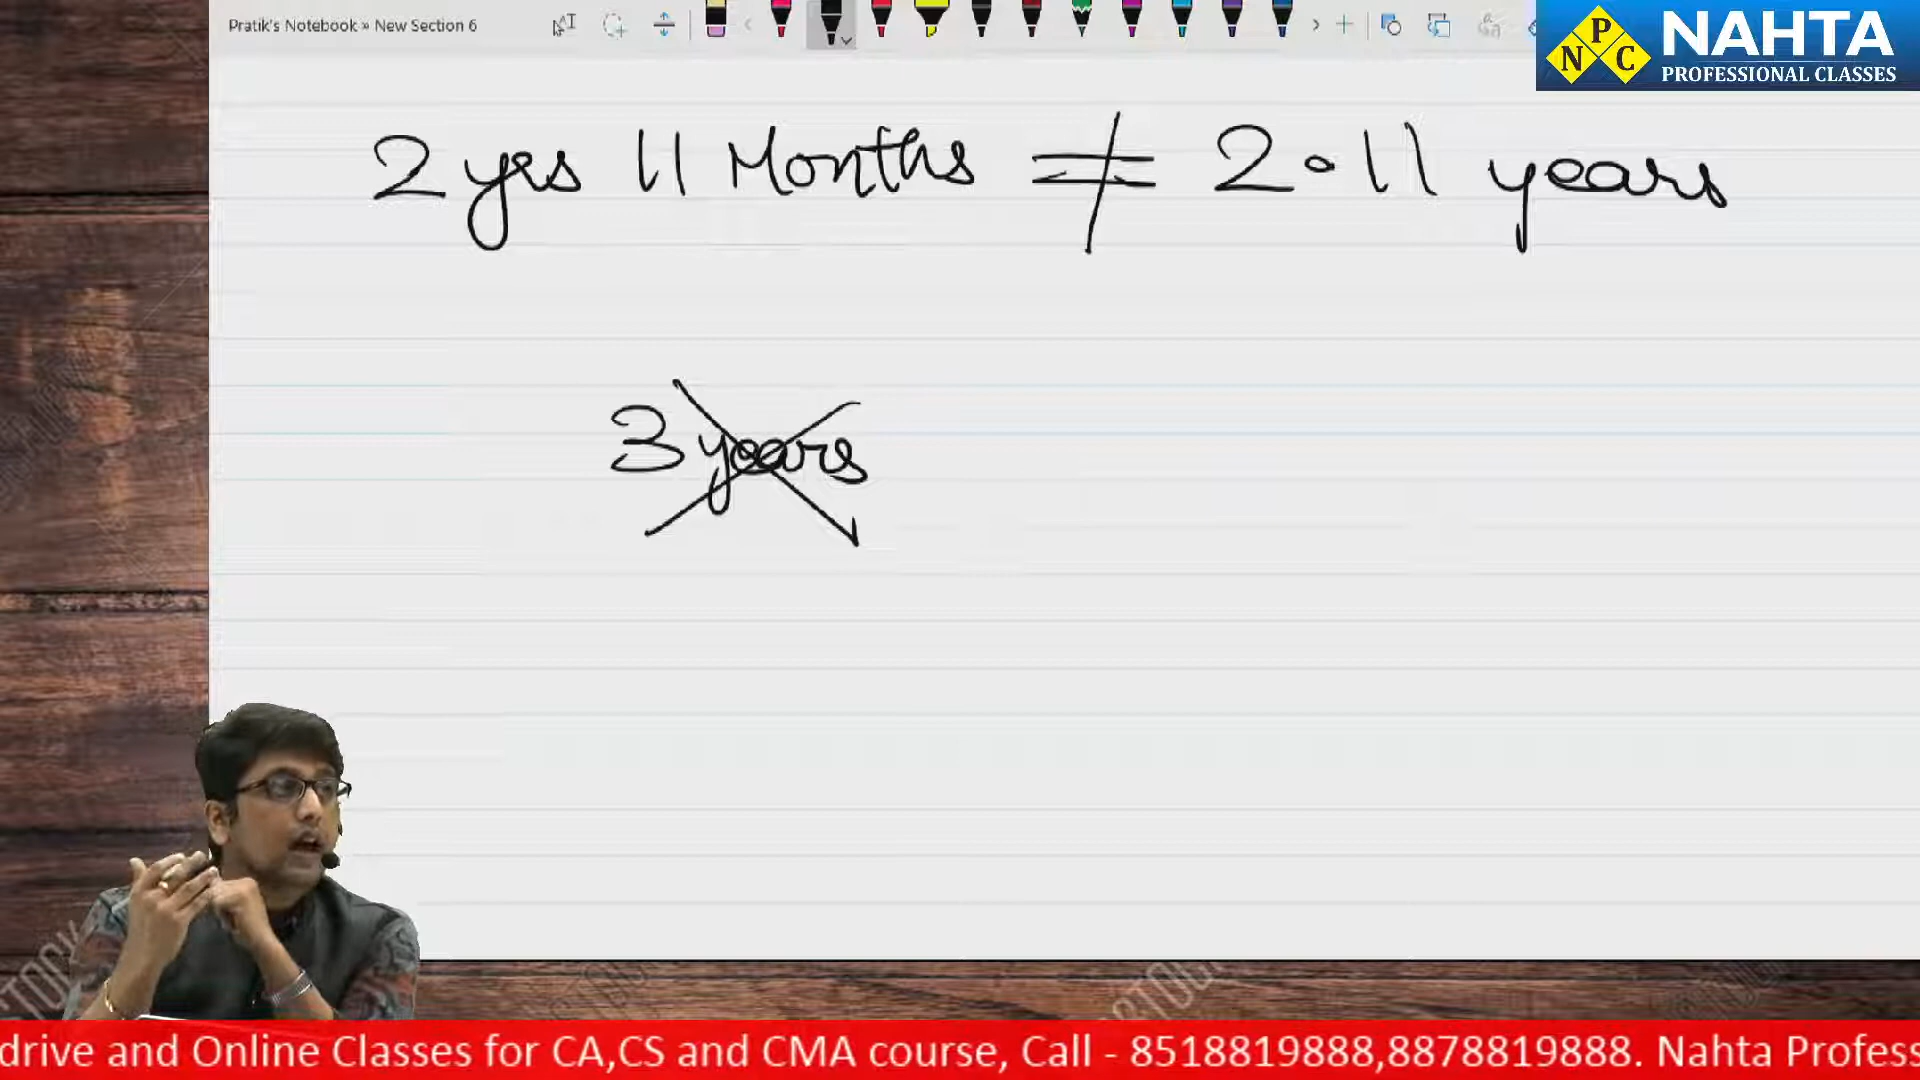 Pratik's Notebook » New Section 6
NPC
NAHTA
PROFESSIONAL CLASSES
2 yrs 11 Months ≠ 2.11 years
3 years
drive and Online Classes for CA,CS and CMA course, Call - 8518819888,8878819888. Nahta Profess